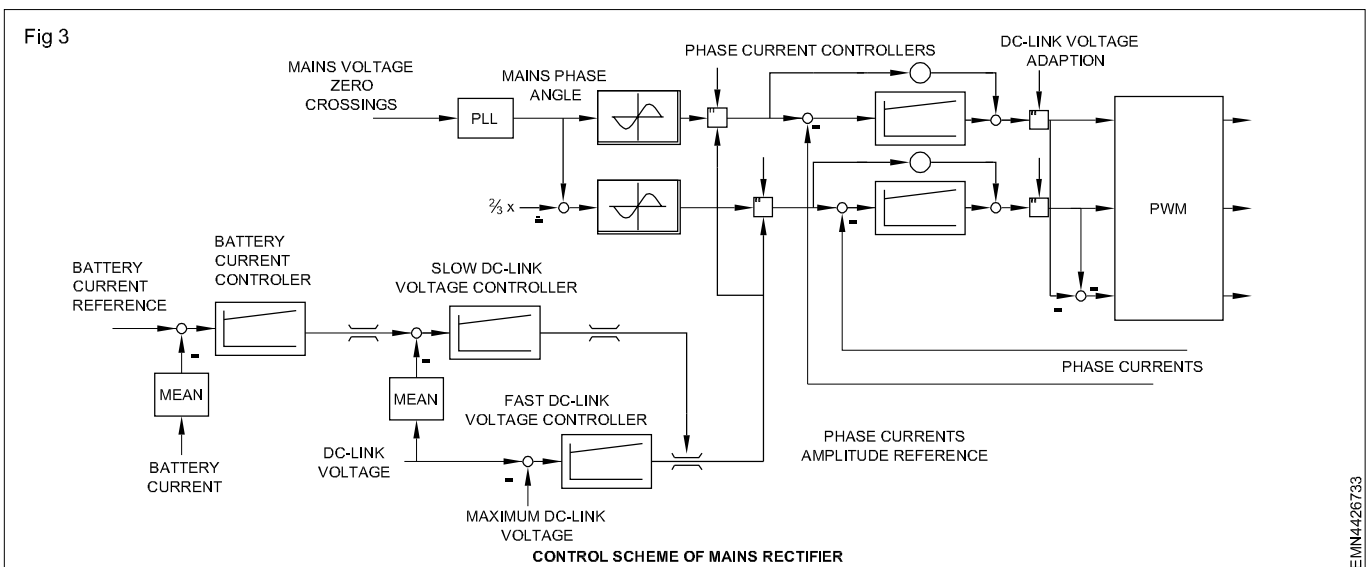 Fig 3
MAINS VOLTAGE
ZERO
CROSSINGS
PLL
MAINS PHASE
ANGLE
PHASE CURRENT CONTROLLERS
DC-LINK VOLTAGE
ADAPTION
PWM
⅔ x
BATTERY
CURRENT
REFERENCE
BATTERY
CURRENT
CONTROLER
SLOW DC-LINK
VOLTAGE CONTROLLER
MEAN
MEAN
BATTERY
CURRENT
DC-LINK
VOLTAGE
FAST DC-LINK
VOLTAGE CONTROLLER
MAXIMUM DC-LINK
VOLTAGE
PHASE CURRENTS
PHASE CURRENTS
AMPLITUDE REFERENCE
CONTROL SCHEME OF MAINS RECTIFIER
EMN4426733